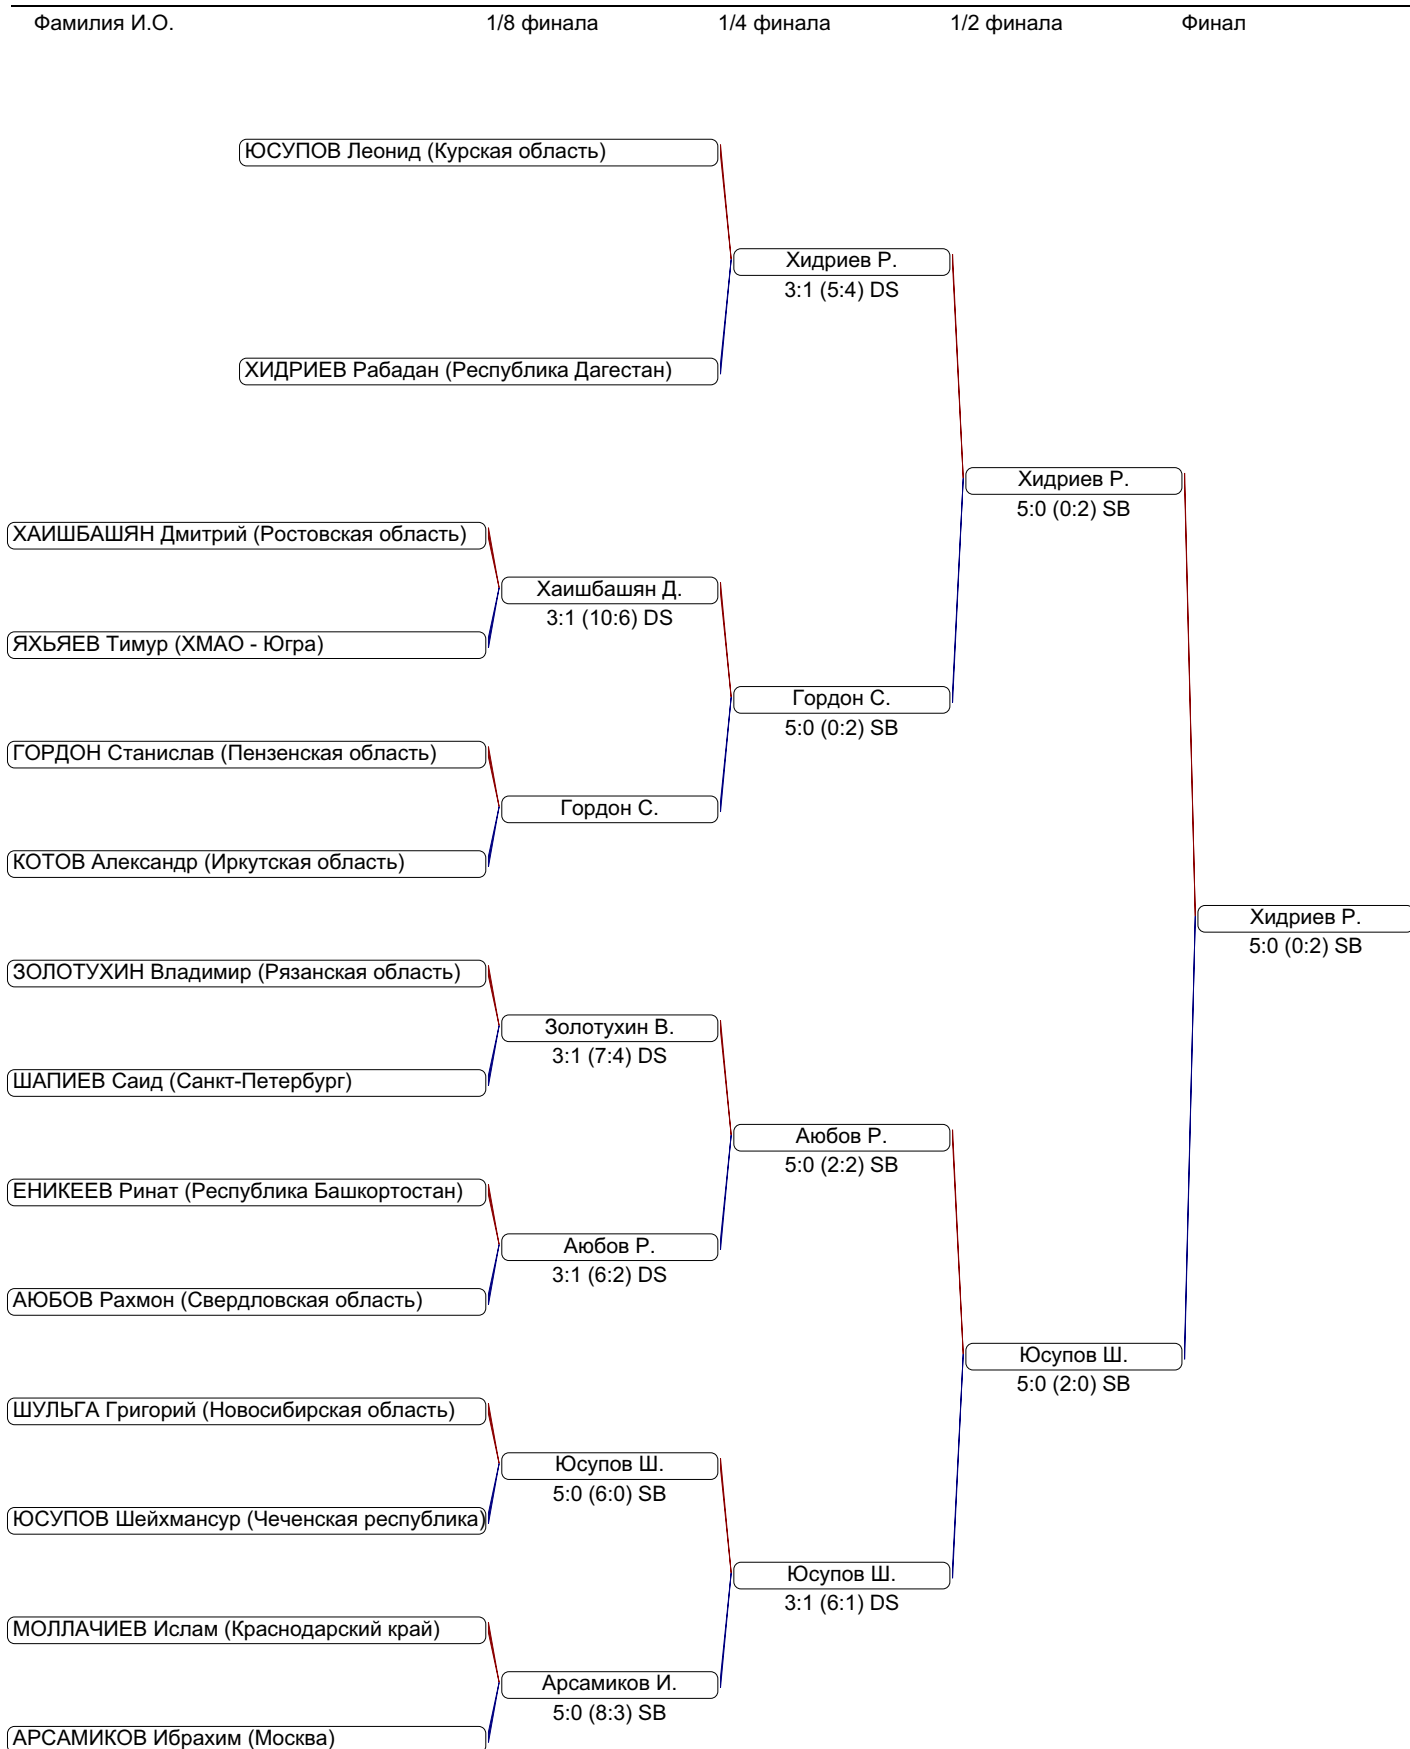 Фамилия И.О. 1/8 финала 1/4 финала 1/2 финала Финал
ЮСУПОВ Леонид (Курская область)
Хидриев Р.
3:1 (5:4) DS
ХИДРИЕВ Рабадан (Республика Дагестан)
Хидриев Р.
5:0 (0:2) SB
ХАИШБАШЯН Дмитрий (Ростовская область)
Хаишбашян Д.
3:1 (10:6) DS
ЯХЬЯЕВ Тимур (ХМАО - Югра)
Гордон С.
5:0 (0:2) SB
ГОРДОН Станислав (Пензенская область)
Гордон С.
КОТОВ Александр (Иркутская область)
Хидриев Р.
5:0 (0:2) SB
ЗОЛОТУХИН Владимир (Рязанская область)
Золотухин В.
3:1 (7:4) DS
ШАПИЕВ Саид (Санкт-Петербург)
Аюбов Р.
5:0 (2:2) SB
ЕНИКЕЕВ Ринат (Республика Башкортостан)
Аюбов Р.
3:1 (6:2) DS
АЮБОВ Рахмон (Свердловская область)
Юсупов Ш.
5:0 (2:0) SB
ШУЛЬГА Григорий (Новосибирская область)
Юсупов Ш.
5:0 (6:0) SB
ЮСУПОВ Шейхмансур (Чеченская республика)
Юсупов Ш.
3:1 (6:1) DS
МОЛЛАЧИЕВ Ислам (Краснодарский край)
Арсамиков И.
5:0 (8:3) SB
АРСАМИКОВ Ибрахим (Москва)